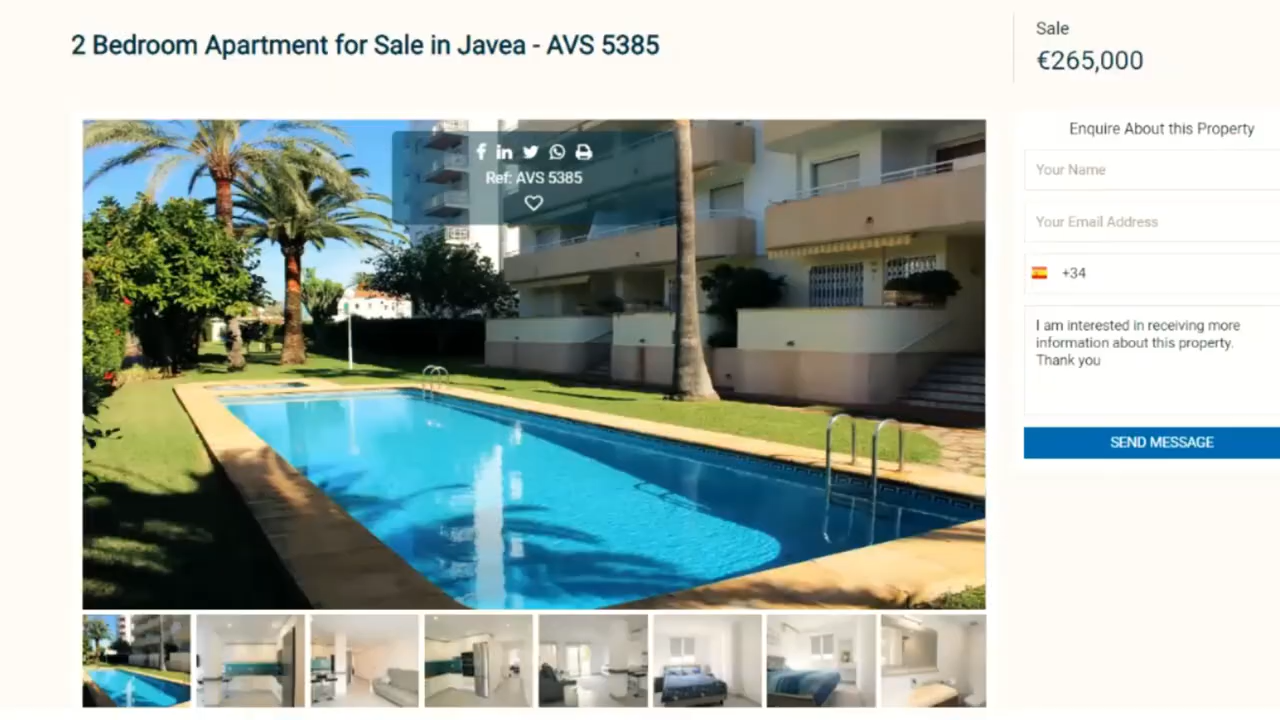 2 Bedroom Apartment for Sale in Javea - AVS 5385
Sale
€265,000
Ref: AVS 5385
Enquire About this Property
Your Name
Your Email Address
+34
I am interested in receiving more
information about this property.
Thank you
SEND MESSAGE